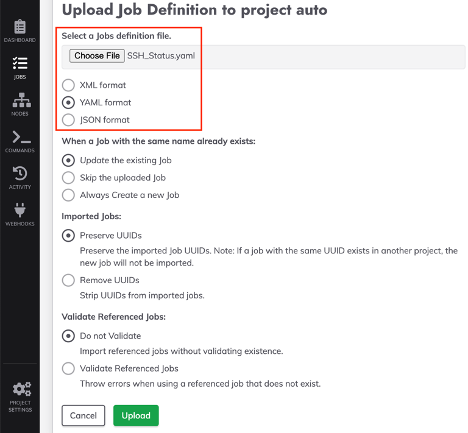 Upload Job Definition to project auto
DASHBOARD
JOBS
NODES
COMMANDS
ACTIVITY
WEBHOOKS
PROJECT
SETTINGS
Select a Jobs definition file.
Choose File SSH_Status.yaml
XML format
YAML format
JSON format
When a Job with the same name already exists:
Update the existing Job
Skip the uploaded Job
Always Create a new Job
Imported Jobs:
Preserve UUIDs
Preserve the imported Job UUIDs. Note: If a job with the same UUID exists in another project, the
new job will not be imported.
Remove UUIDs
Strip UUIDs from imported jobs.
Validate Referenced Jobs:
Do not Validate
Import referenced jobs without validating existence.
Validate Referenced Jobs
Throw errors when using a referenced job that does not exist.
Cancel Upload